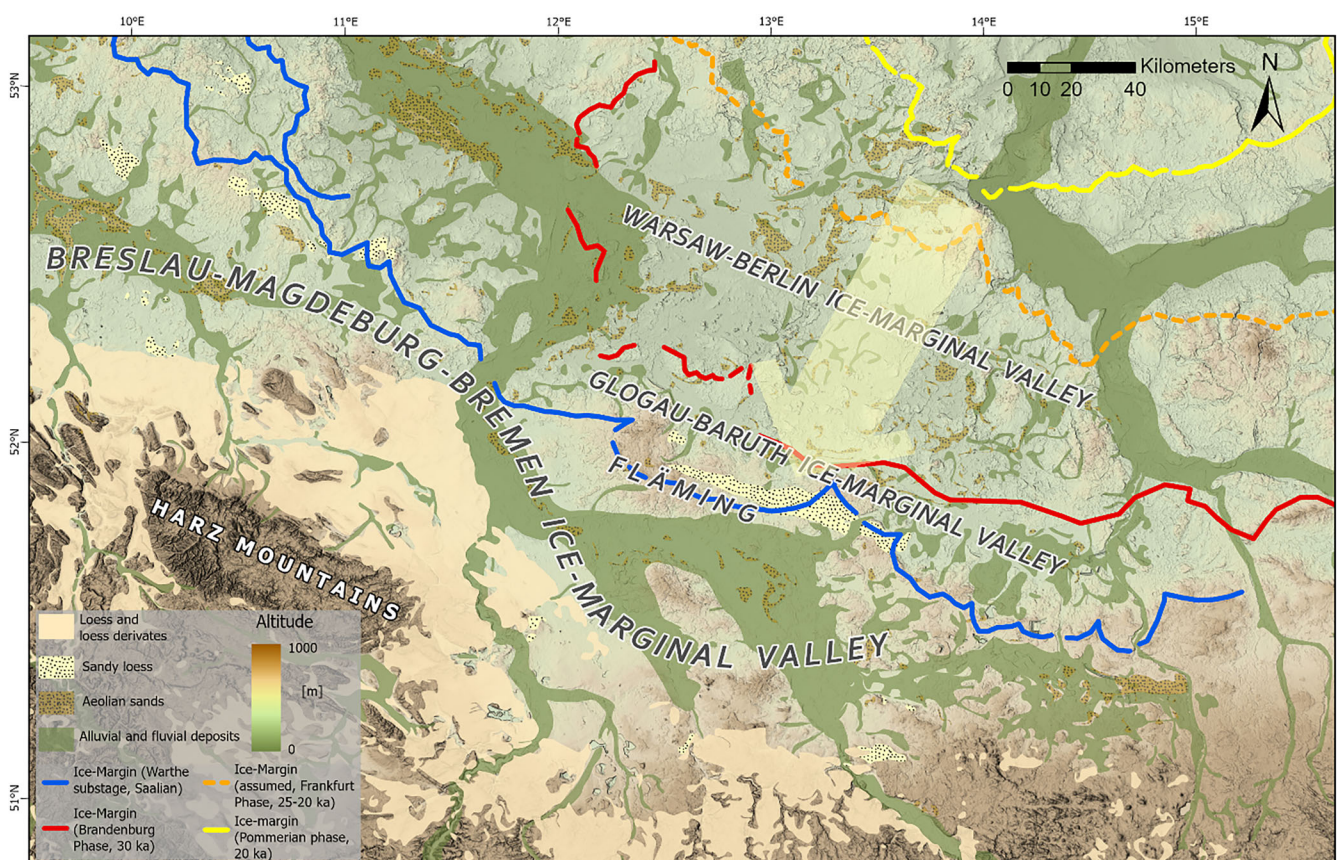 10°E 11°E 12°E 13°E 14°E 15°E
53°N
52°N
51°N
Kilometers
0 10 20 40
N
WARSAW-BERLIN ICE-MARGINAL VALLEY
BRESLAU-MAGDEBURG-BREMEN ICE-MARGINAL VALLEY
GLOGAU-BARUTH ICE-MARGINAL VALLEY
FLÄMING
HARZ MOUNTAINS
Loess and
loess derivates
Sandy loess
Aeolian sands
Alluvial and fluvial deposits
Altitude
1000
[m]
0
Ice-Margin (Warthe
substage, Saalian)
Ice-Margin
(Brandenburg
Phase, 30 ka)
Ice-Margin
(assumed, Frankfurt
Phase, 25-20 ka)
Ice-margin
(Pommerian phase,
20 ka)